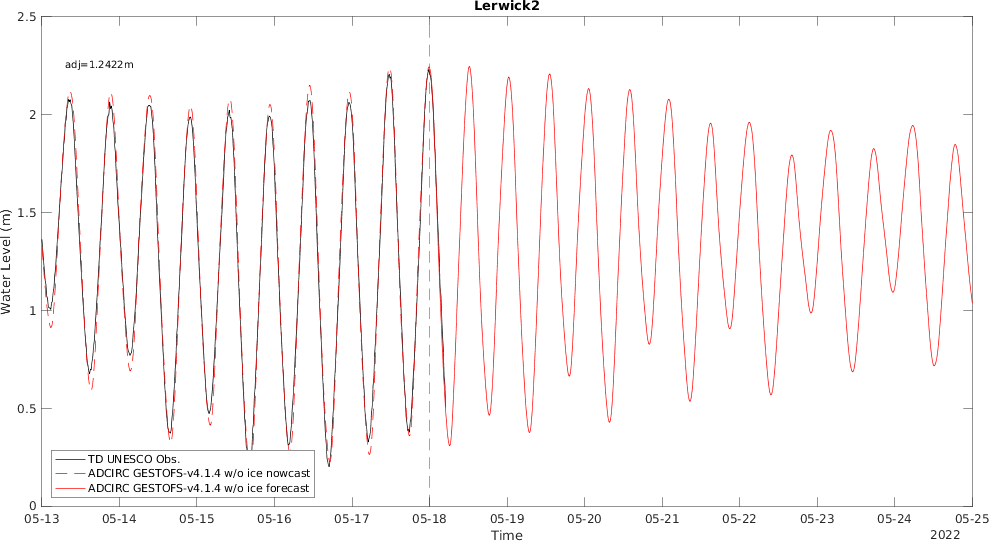 Lerwick2
adj=1.2422m
2.5
2
1.5
1
0.5
0
Water Level (m)
TD UNESCO Obs.
ADCIRC GESTOFS-v4.1.4 w/o ice nowcast
ADCIRC GESTOFS-v4.1.4 w/o ice forecast
05-13 05-14 05-15 05-16 05-17 05-18 05-19 05-20 05-21 05-22 05-23 05-24 05-25
Time
2022